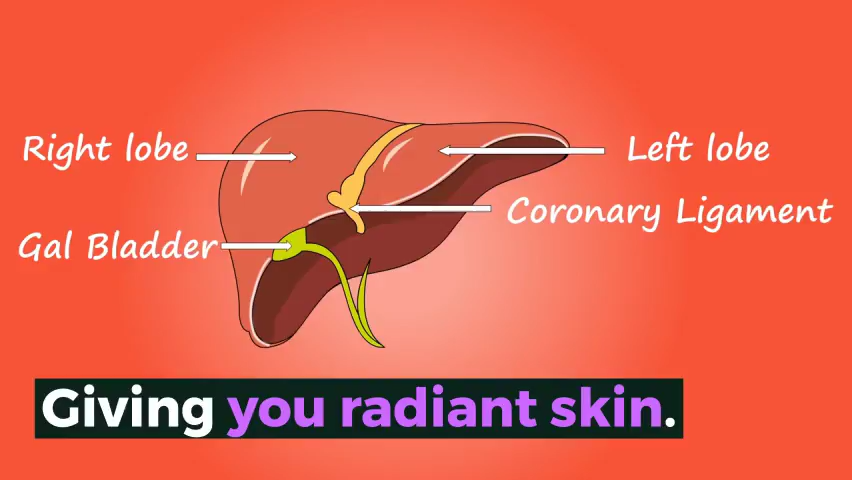 Right lobe
Left lobe
Coronary Ligament
Gal Bladder
Giving you radiant skin.